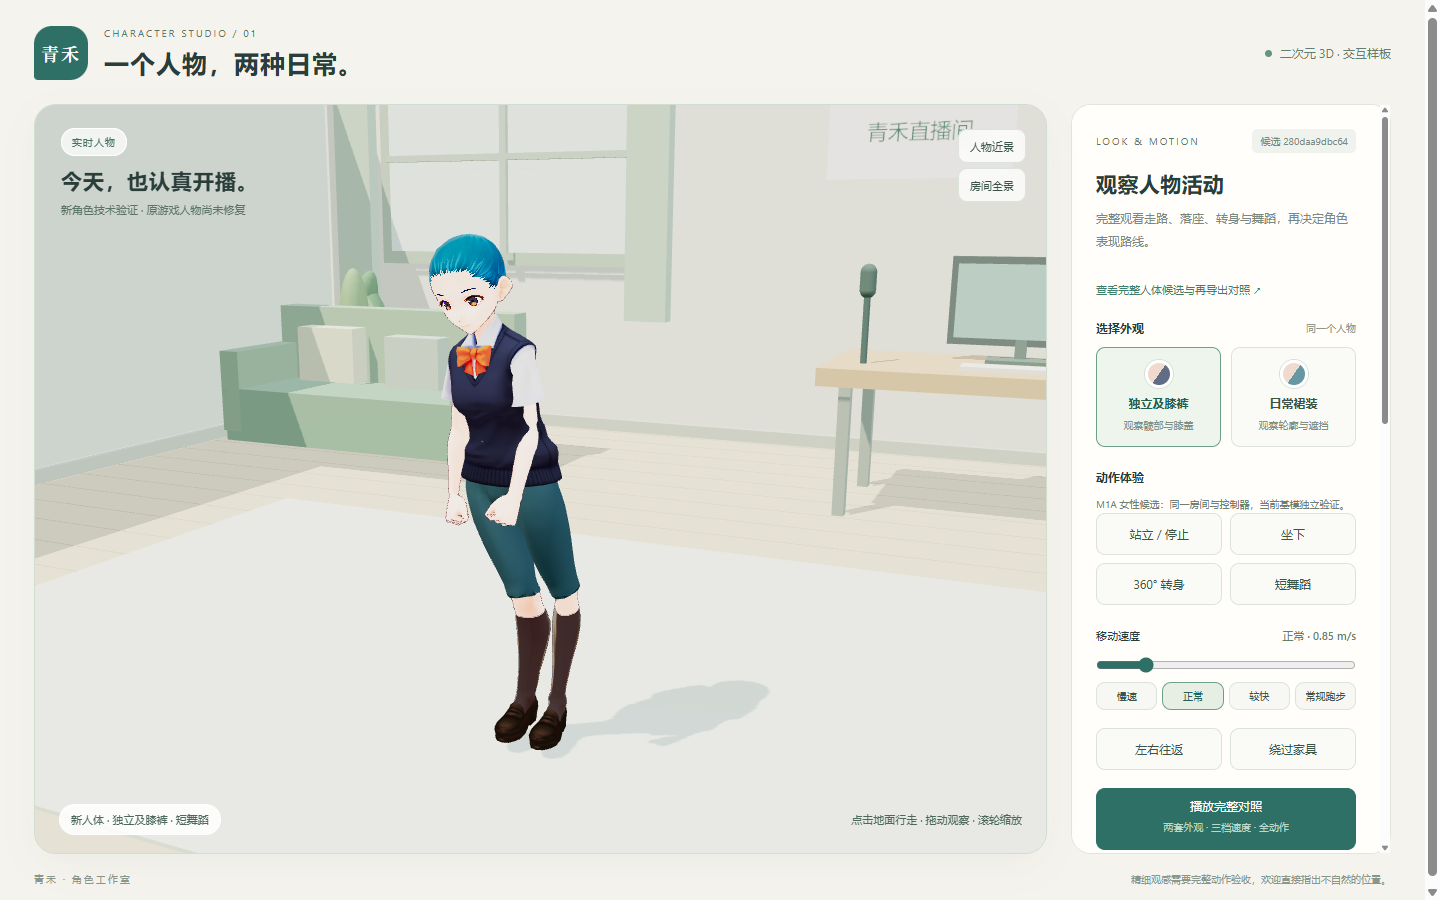 青禾
CHARACTER STUDIO / 01
一个人物，两种日常。
二次元 3D · 交互样板
实时人物
今天，也认真开播。
新角色技术验证 · 原游戏人物尚未修复
青禾直播间
人物近景
房间全景
新人体 · 独立及膝裤 · 短舞蹈
点击地面行走 · 拖动观察 · 滚轮缩放
LOOK & MOTION
候选 280daa9dbc64
观察人物活动
完整观看走路、落座、转身与舞蹈，再决定角色
表现路线。
查看完整人体候选与再导出对照 ↗
选择外观
同一个人物
独立及膝裤
观察腿部与膝盖
日常裙装
观察轮廓与遮挡
动作体验
M1A 女性候选：同一房间与控制器，当前基模独立验证。
站立 / 停止
坐下
360° 转身
短舞蹈
移动速度
正常 · 0.85 m/s
慢速
正常
较快
常规跑步
左右往返
绕过家具
播放完整对照
两套外观 · 三档速度 · 全动作
青禾 · 角色工作室
精细观感需要完整动作验收，欢迎直接指出不自然的位置。